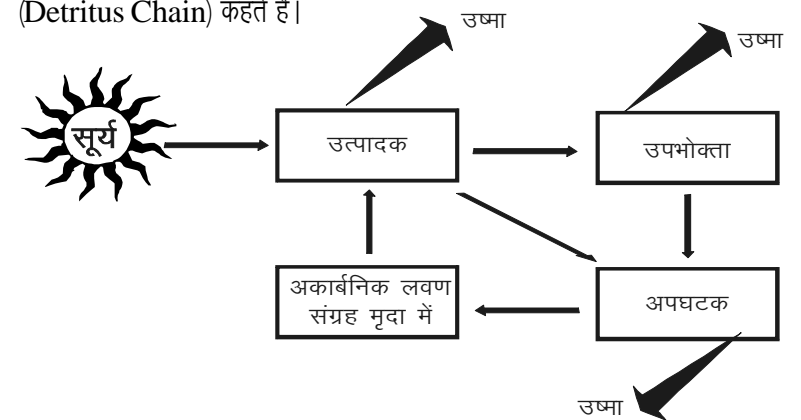 (Detritus Chain) कहते हैं।
उष्मा
उष्मा
सूर्य
उत्पादक
उपभोक्ता
अकार्बनिक लवण
संग्रह मृदा में
अपघटक
उष्मा